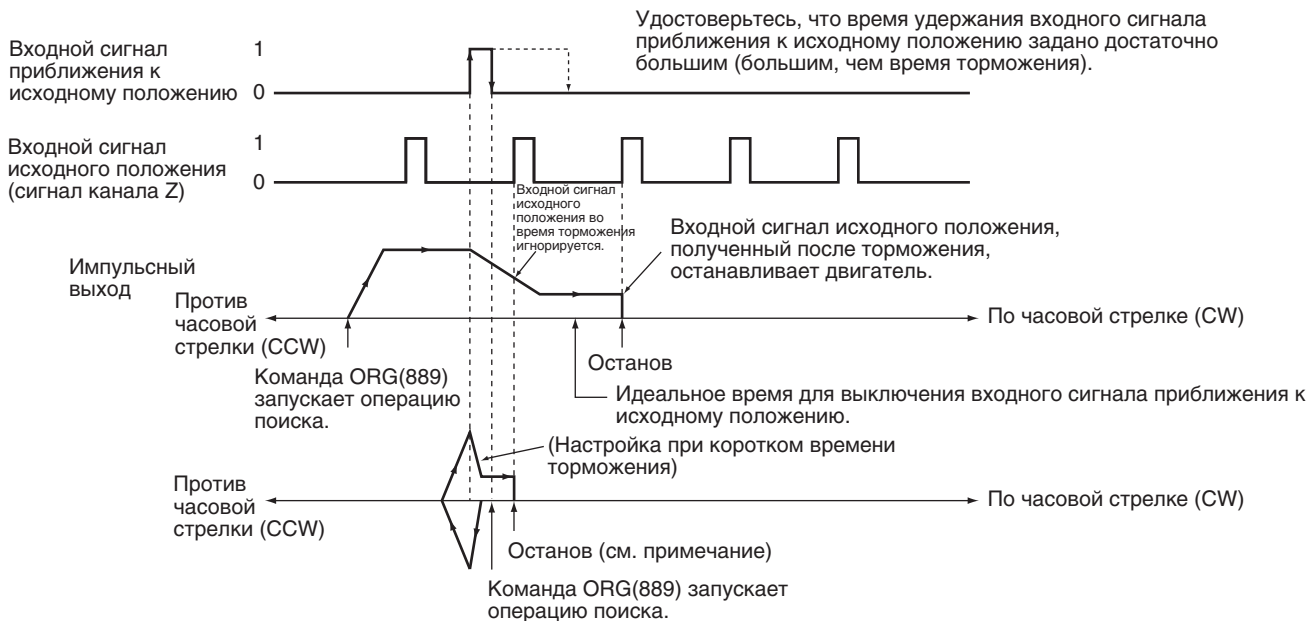 Удостоверьтесь, что время удержания входного сигнала
приближения к исходному положению задано достаточно
большим (большим, чем время торможения).
Входной сигнал
приближения к
исходному положению
1
0
Входной сигнал
исходного положения
(сигнал канала Z)
1
0
Входной сигнал
исходного
положения во
время торможения
игнорируется.
Входной сигнал исходного положения,
полученный после торможения,
останавливает двигатель.
Импульсный
выход
Против
часовой
стрелки (CCW)
По часовой стрелке (CW)
Команда ORG(889)
запускает операцию
поиска.
Останов
Идеальное время для выключения входного сигнала приближения к
исходному положению.
(Настройка при коротком времени
торможения)
Против
часовой
стрелки (CCW)
По часовой стрелке (CW)
Останов (см. примечание)
Команда ORG(889) запускает
операцию поиска.